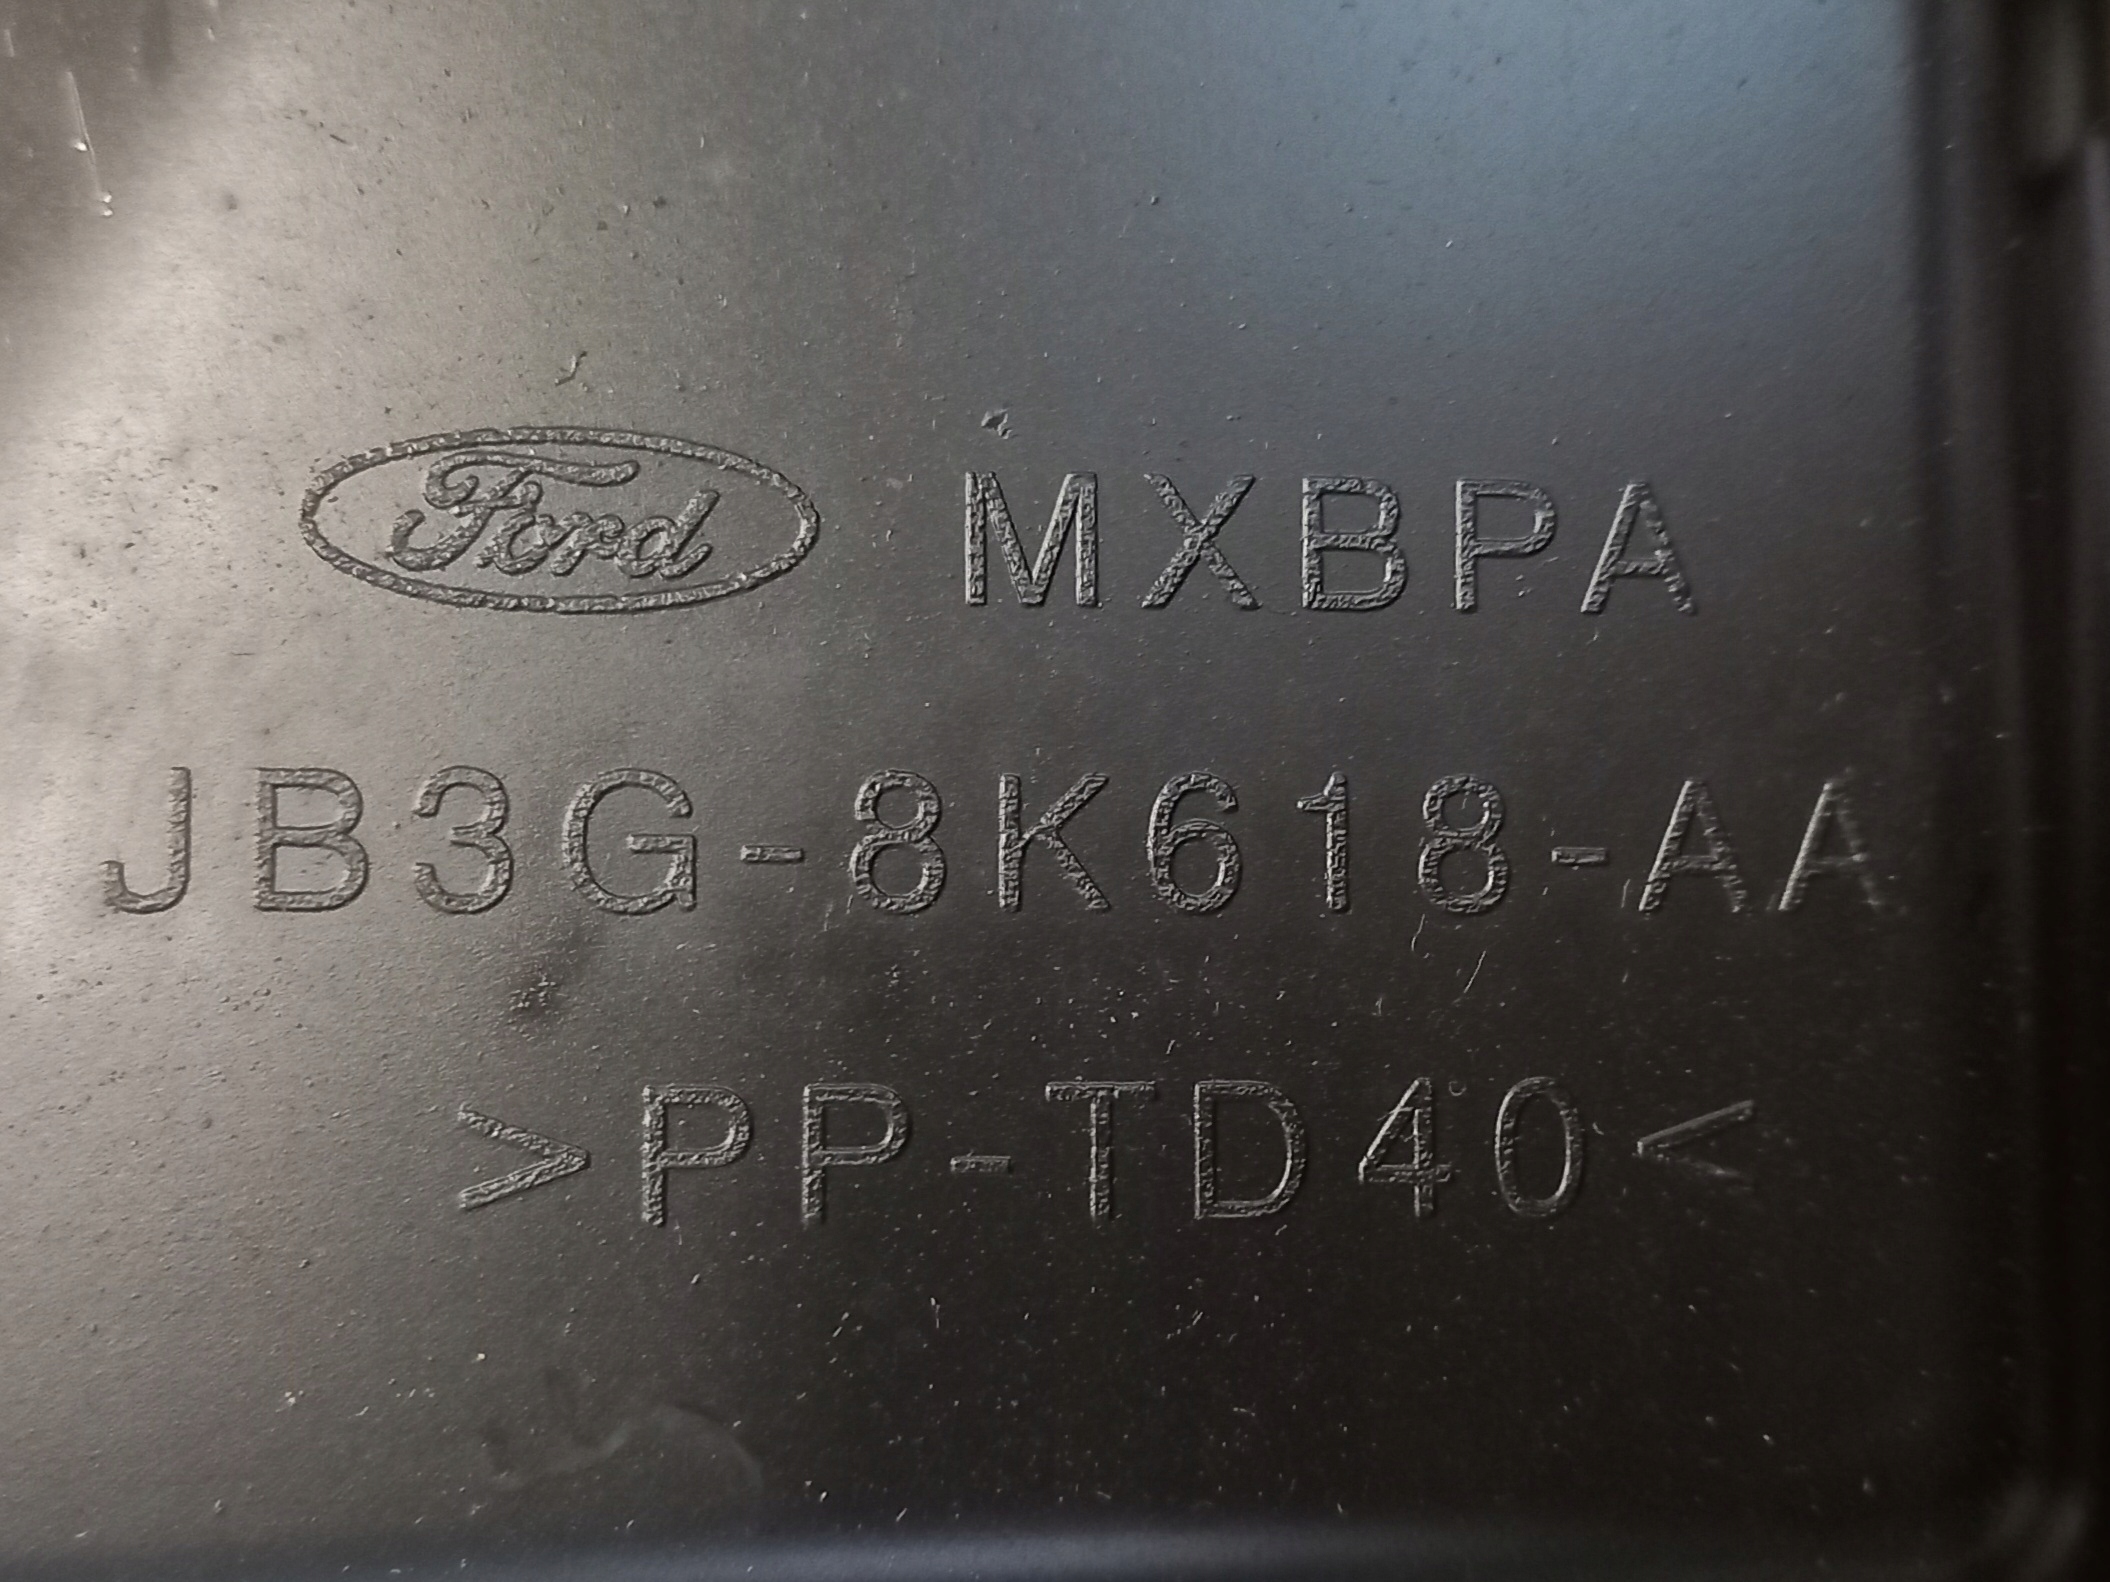 Ford MXBPA
JB3G-8K618-AA
>PP-TD40<